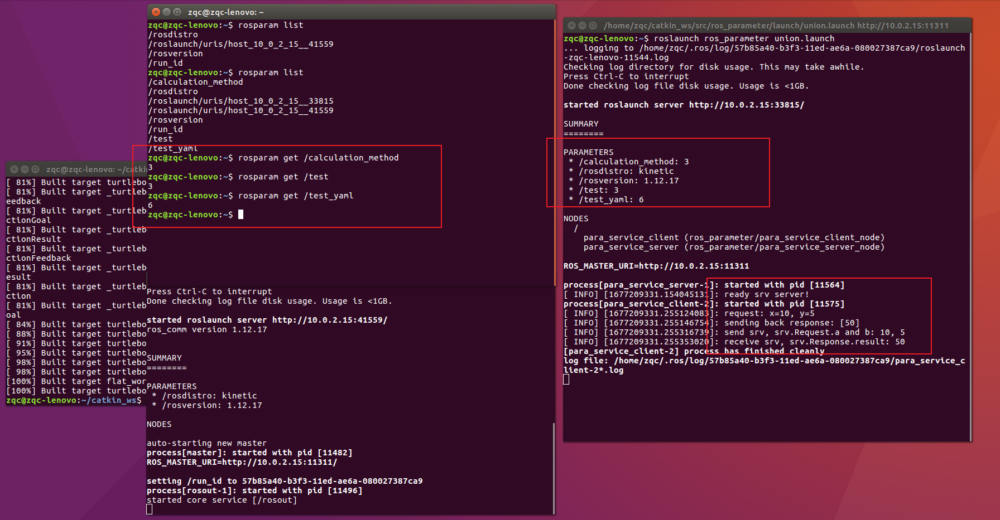 zqc@zqc-lenovo: ~
zqc@zqc-lenovo:~$ rosparam list
/rosdistro
/roslaunch/uris/host_10_0_2_15__41559
/rosversion
/run_id
zqc@zqc-lenovo:~$ rosparam list
/calculation_method
/rosdistro
/roslaunch/uris/host_10_0_2_15__33815
/roslaunch/uris/host_10_0_2_15__41559
/rosversion
/run_id
/test
/test_yaml
zqc@zqc-lenovo:~$ rosparam get /calculation_method
3
zqc@zqc-lenovo:~$ rosparam get /test
3
zqc@zqc-lenovo:~$ rosparam get /test_yaml
6
zqc@zqc-lenovo:~$
zqc@zqc-lenovo: ~/catkin
[ 81%] Built target turtlebo
[ 81%] Built target _turtleb
eedback
[ 81%] Built target _turtleb
ctionGoal
[ 81%] Built target _turtleb
ctionResult
[ 81%] Built target _turtleb
ctionFeedback
[ 81%] Built target _turtleb
esult
[ 81%] Built target _turtleb
ction
[ 81%] Built target _turtleb
oal
[ 84%] Built target turtlebo
[ 88%] Built target turtlebo
[ 91%] Built target turtlebo
[ 95%] Built target turtlebo
[ 98%] Built target turtlebo
[ 98%] Built target turtlebo
[100%] Built target flat_wor
[100%] Built target turtlebo
zqc@zqc-lenovo:~/catkin_ws$
Press Ctrl-C to interrupt
Done checking log file disk usage. Usage is <1GB.
started roslaunch server http://10.0.2.15:41559/
ros_comm version 1.12.17
SUMMARY
========
PARAMETERS
* /rosdistro: kinetic
* /rosversion: 1.12.17
NODES
auto-starting new master
process[master]: started with pid [11482]
ROS_MASTER_URI=http://10.0.2.15:11311/
setting /run_id to 57b85a40-b3f3-11ed-ae6a-080027387ca9
process[rosout-1]: started with pid [11496]
started core service [/rosout]
/home/zqc/catkin_ws/src/ros_parameter/launch/union.launch http://10.0.2.15:11311
zqc@zqc-lenovo:~$ roslaunch ros_parameter union.launch
... logging to /home/zqc/.ros/log/57b85a40-b3f3-11ed-ae6a-080027387ca9/roslaunch
-zqc-lenovo-11544.log
Checking log directory for disk usage. This may take awhile.
Press Ctrl-C to interrupt
Done checking log file disk usage. Usage is <1GB.
started roslaunch server http://10.0.2.15:33815/
SUMMARY
========
PARAMETERS
* /calculation_method: 3
* /rosdistro: kinetic
* /rosversion: 1.12.17
* /test: 3
* /test_yaml: 6
NODES
/
para_service_client (ros_parameter/para_service_client_node)
para_service_server (ros_parameter/para_service_server_node)
ROS_MASTER_URI=http://10.0.2.15:11311
process[para_service_server-1]: started with pid [11564]
[ INFO] [1677209331.154045131]: ready srv server!
process[para_service_client-2]: started with pid [11575]
[ INFO] [1677209331.255124083]: request: x=10, y=5
[ INFO] [1677209331.255146754]: sending back response: [50]
[ INFO] [1677209331.255316739]: send srv, srv.Request.a and b: 10, 5
[ INFO] [1677209331.255353020]: receive srv, srv.Response.result: 50
[para_service_client-2] process has finished cleanly
log file: /home/zqc/.ros/log/57b85a40-b3f3-11ed-ae6a-080027387ca9/para_service_c
lient-2*.log